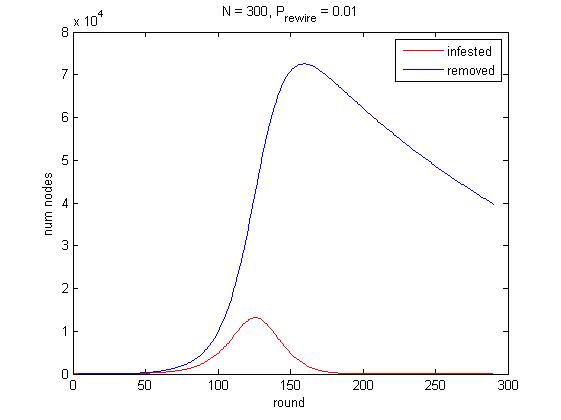 N = 300, P_rewire = 0.01
x 10^4
infested
removed
8
7
6
5
4
3
2
1
0
num nodes
0 50 100 150 200 250 300
round